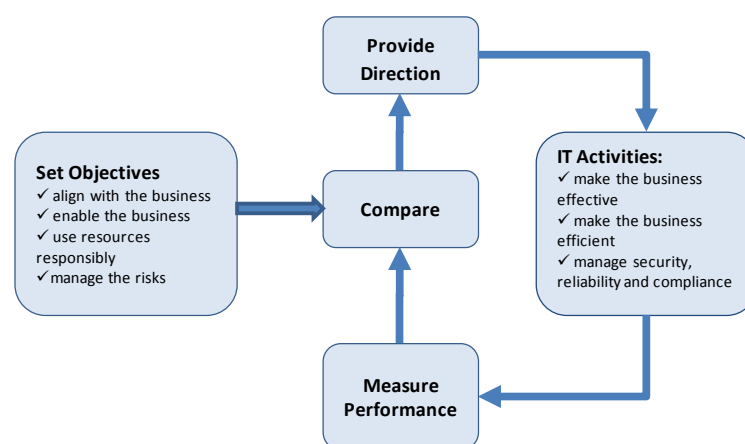 Provide
Direction
Set Objectives
✓ align with the business
✓ enable the business
✓ use resources
responsibly
✓manage the risks
Compare
IT Activities:
✓ make the business
effective
✓ make the business
efficient
✓ manage security,
reliability and compliance
Measure
Performance